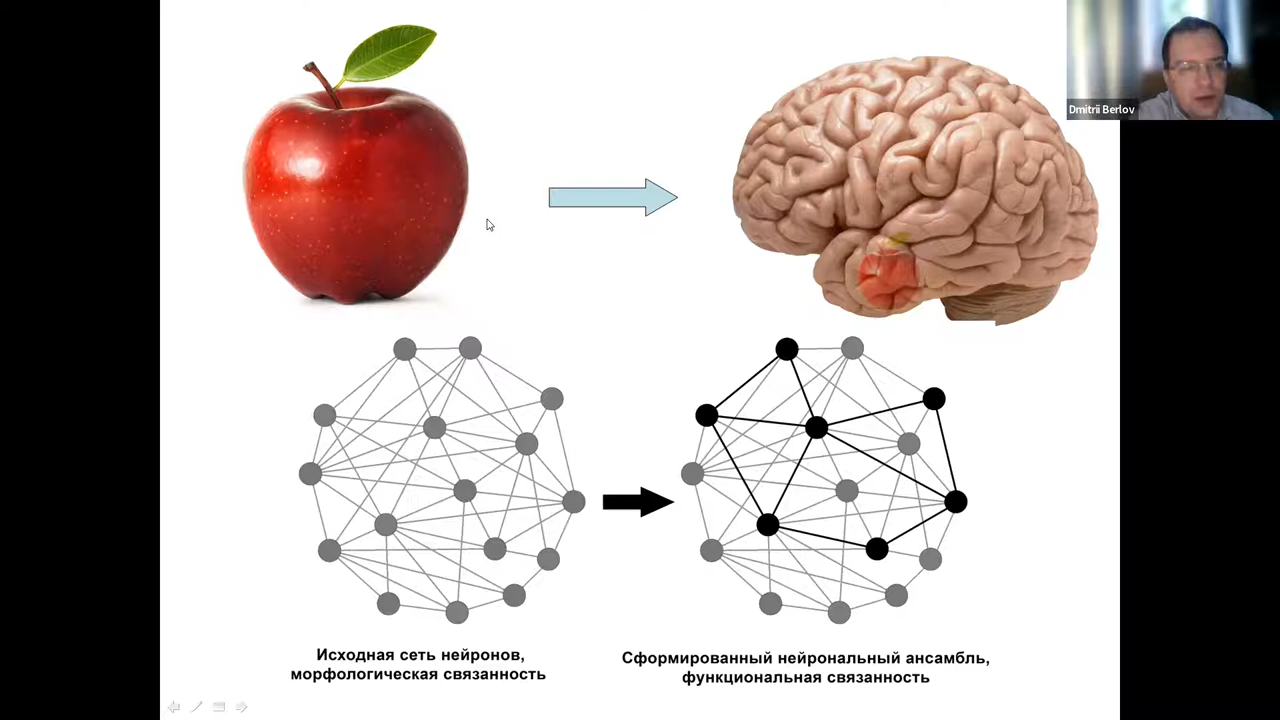 Dmitrii Berlov
Исходная сеть нейронов,
морфологическая связанность
Сформированный нейрональный ансамбль,
функциональная связанность